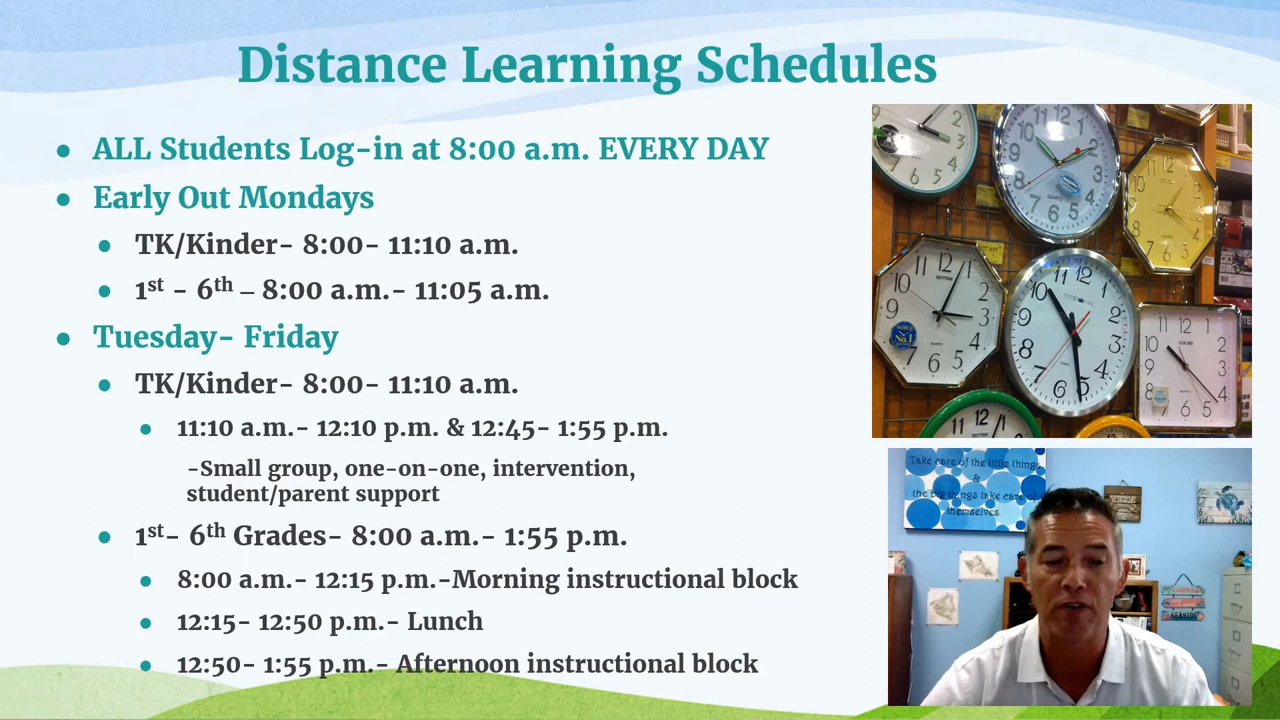 Distance Learning Schedules
● ALL Students Log-in at 8:00 a.m. EVERY DAY
● Early Out Mondays
● TK/Kinder- 8:00- 11:10 a.m.
● 1st - 6th – 8:00 a.m.- 11:05 a.m.
● Tuesday- Friday
● TK/Kinder- 8:00- 11:10 a.m.
● 11:10 a.m.- 12:10 p.m. & 12:45- 1:55 p.m.
-Small group, one-on-one, intervention,
student/parent support
● 1st- 6th Grades- 8:00 a.m.- 1:55 p.m.
● 8:00 a.m.- 12:15 p.m.-Morning instructional block
● 12:15- 12:50 p.m.- Lunch
● 12:50- 1:55 p.m.- Afternoon instructional block
Take care of the little things
&
the big things take care of
themselves.